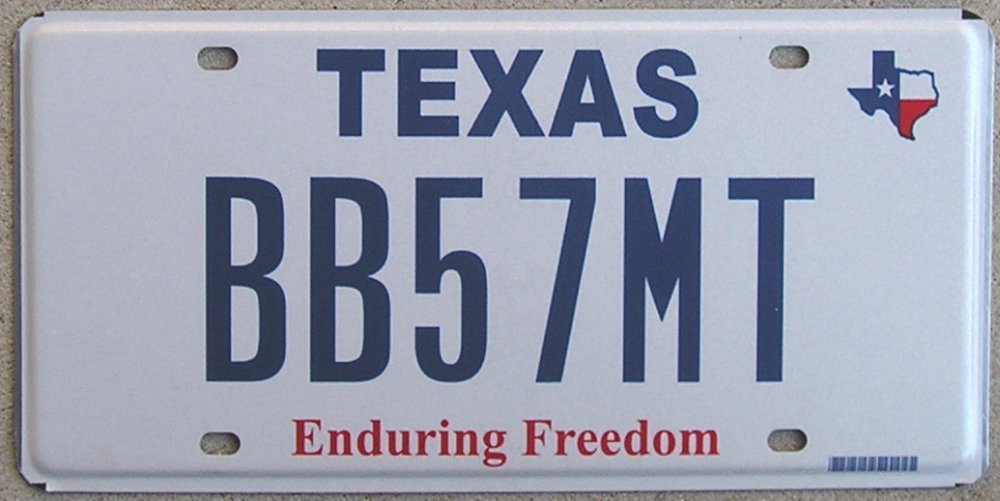 TEXAS
BB57MT
Enduring Freedom